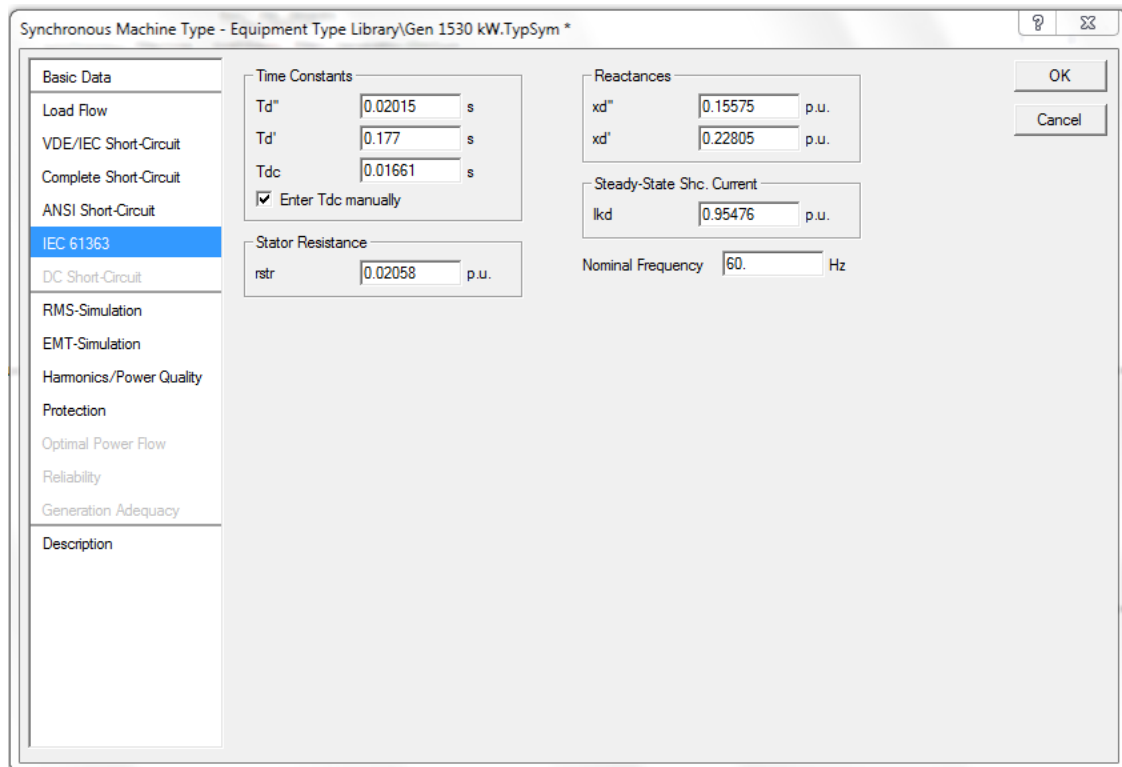 Synchronous Machine Type - Equipment Type Library\Gen 1530 kW.TypSym *
Basic Data
Load Flow
VDE/IEC Short-Circuit
Complete Short-Circuit
ANSI Short-Circuit
IEC 61363
DC Short-Circuit
RMS-Simulation
EMT-Simulation
Harmonics/Power Quality
Protection
Optimal Power Flow
Reliability
Generation Adequacy
Description
Time Constants
Td" 0.02015 s
Td' 0.177 s
Tdc 0.01661 s
Enter Tdc manually
Stator Resistance
rstr 0.02058 p.u.
Reactances
xd" 0.15575 p.u.
xd' 0.22805 p.u.
Steady-State Shc. Current
Ikd 0.95476 p.u.
Nominal Frequency 60. Hz
OK
Cancel